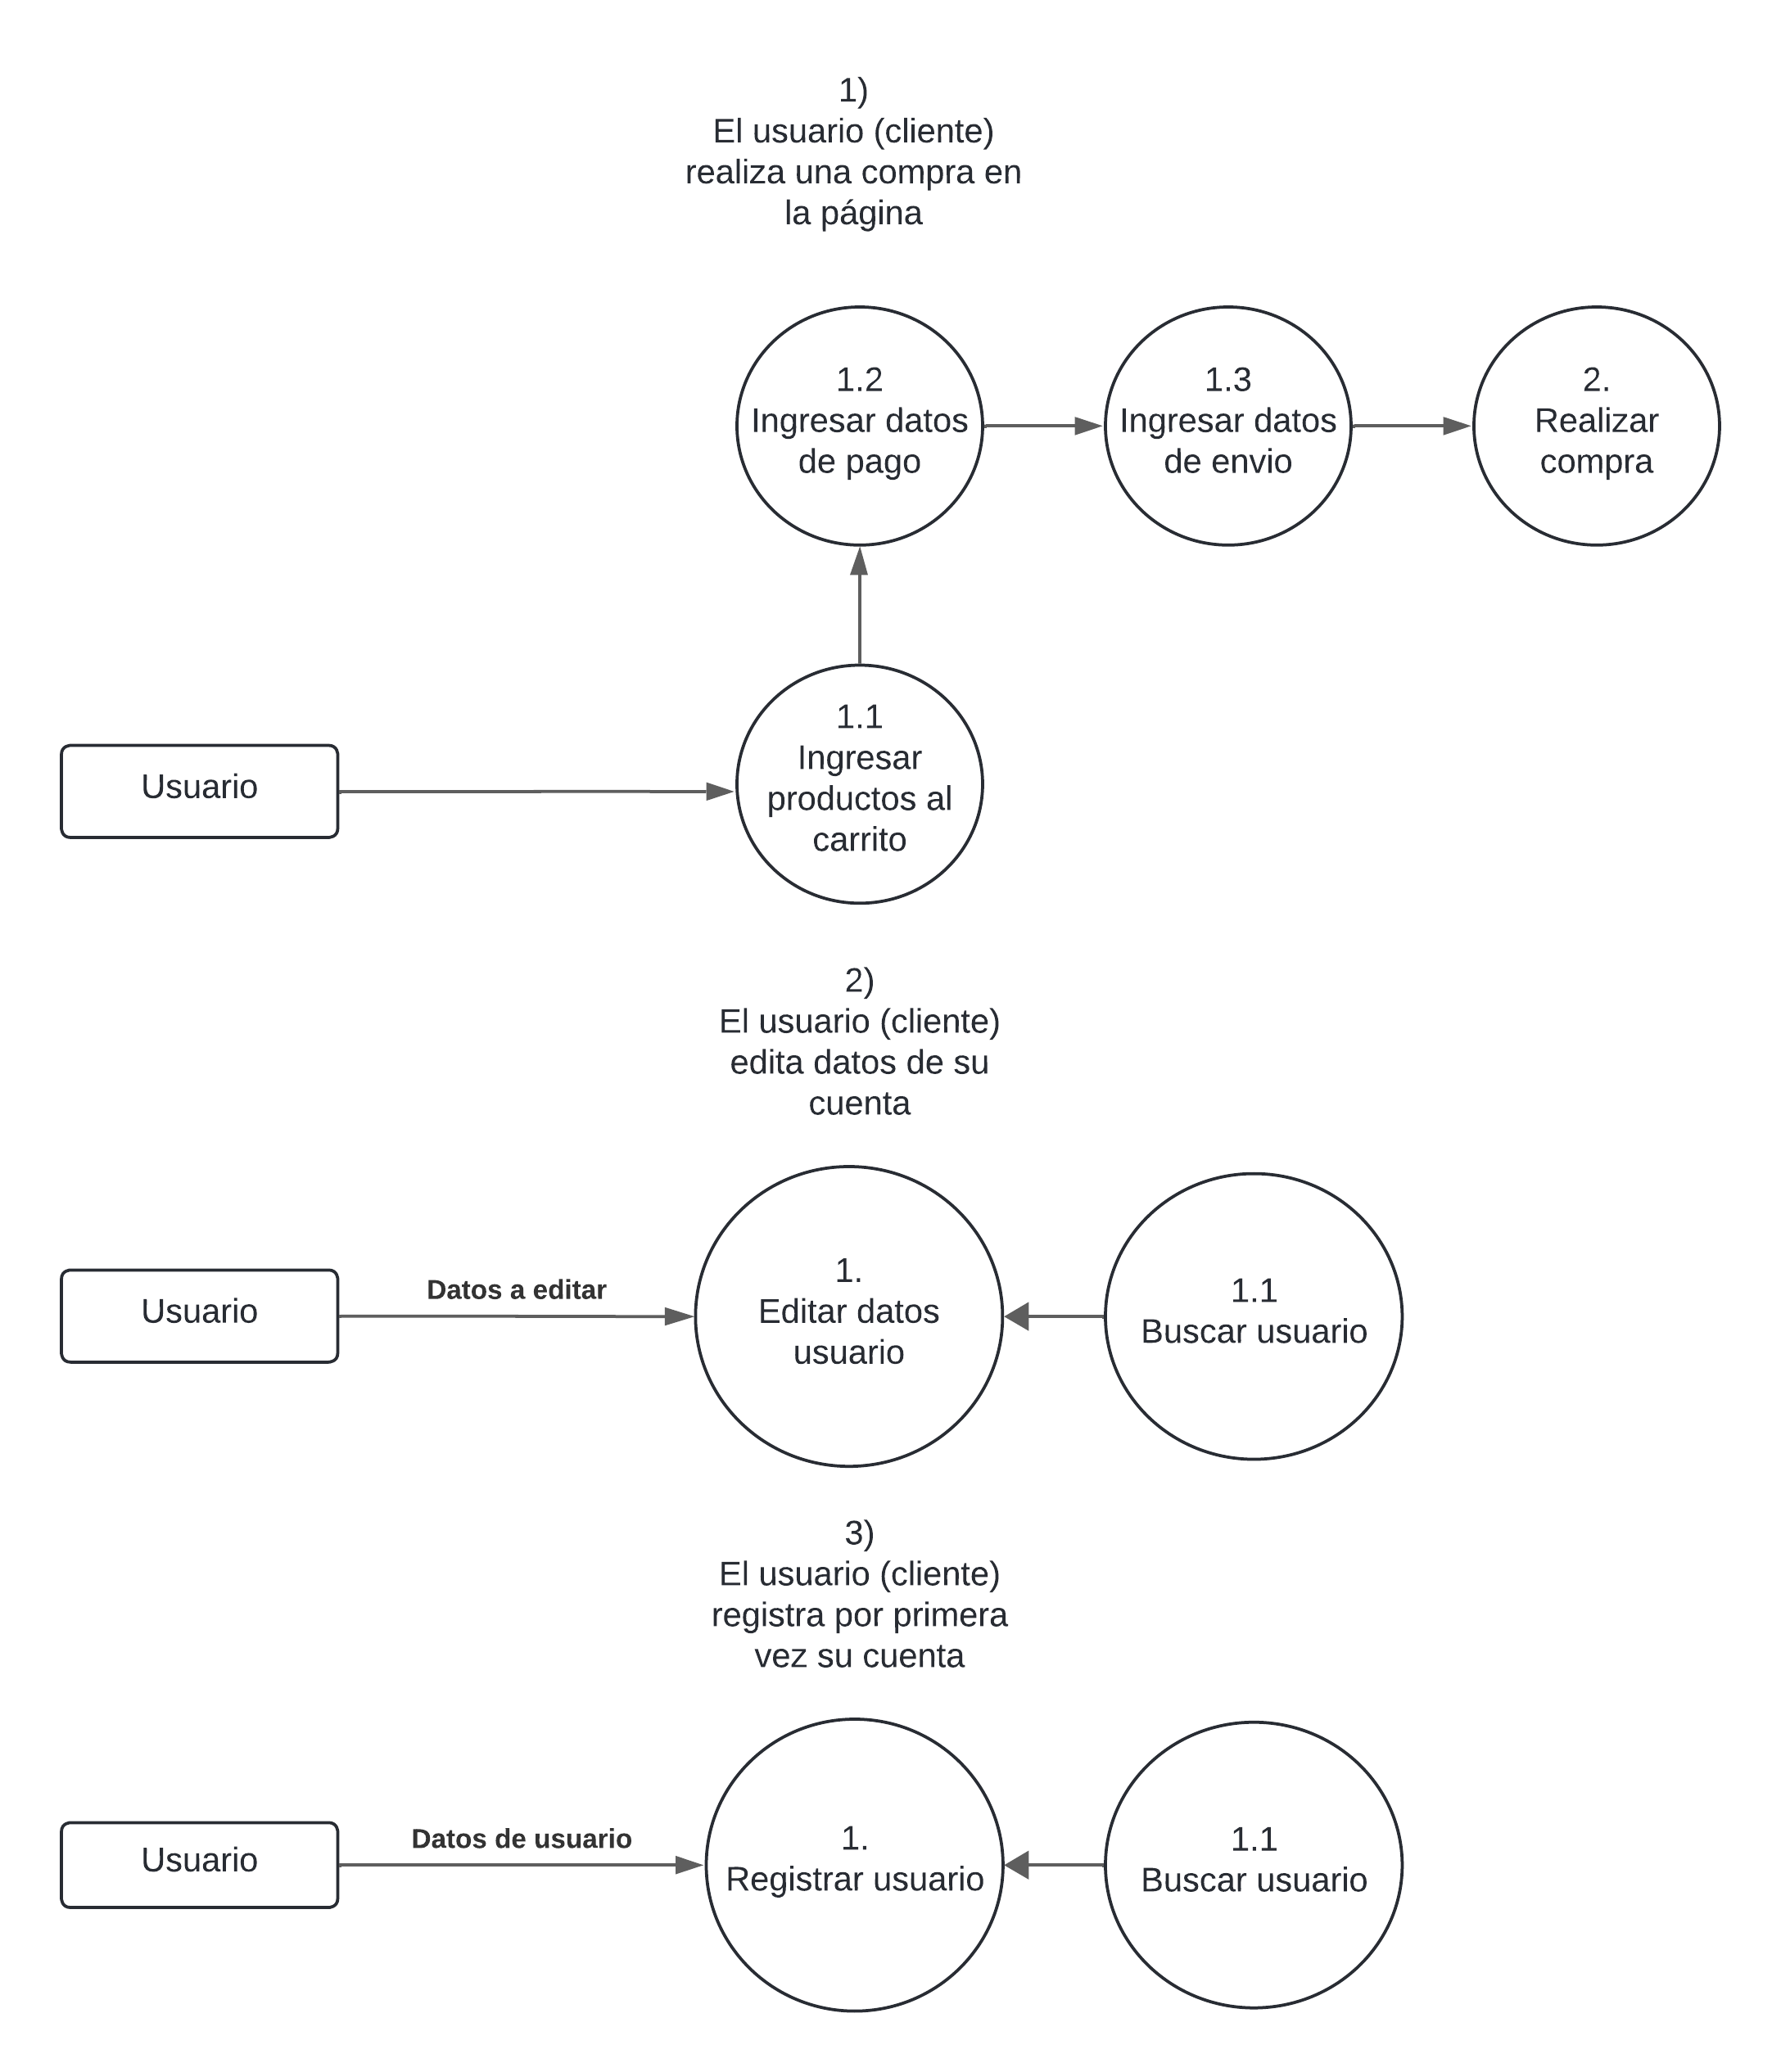 1)
El usuario (cliente)
realiza una compra en
la página
1.2
Ingresar datos
de pago
1.3
Ingresar datos
de envio
2.
Realizar
compra
Usuario
1.1
Ingresar
productos al
carrito
2)
El usuario (cliente)
edita datos de su
cuenta
Usuario
Datos a editar
1.
Editar datos
usuario
1.1
Buscar usuario
3)
El usuario (cliente)
registra por primera
vez su cuenta
Usuario
Datos de usuario
1.
Registrar usuario
1.1
Buscar usuario